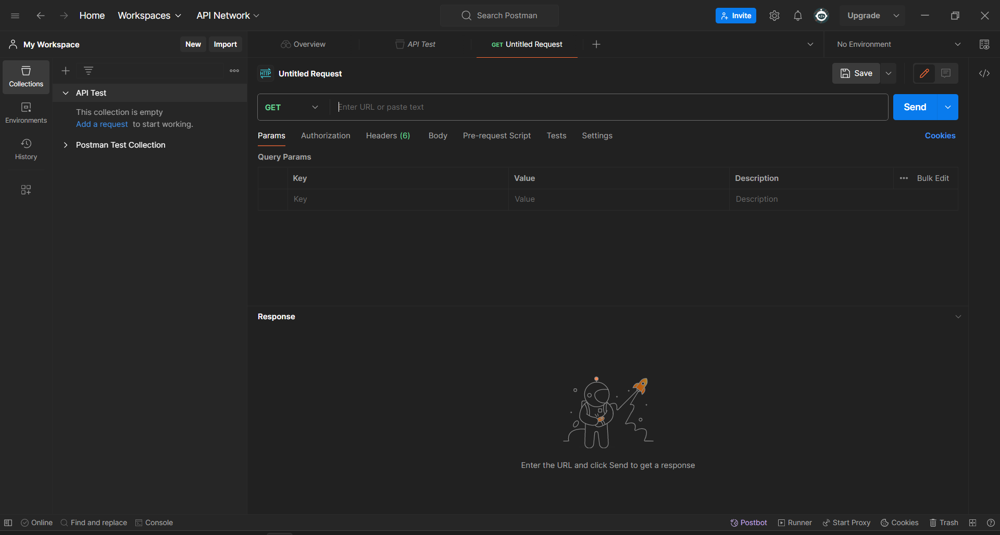 Home Workspaces API Network Search Postman Invite Upgrade
My Workspace New Import Overview API Test GET Untitled Request No Environment
Collections
Environments
History
API Test
This collection is empty
Add a request to start working.
Postman Test Collection
HTTP Untitled Request Save
GET Enter URL or paste text Send
Params Authorization Headers (6) Body Pre-request Script Tests Settings Cookies
Query Params
Key Value Description Bulk Edit
Key Value Description
Response
Enter the URL and click Send to get a response
Online Find and replace Console Postbot Runner Start Proxy Cookies Trash